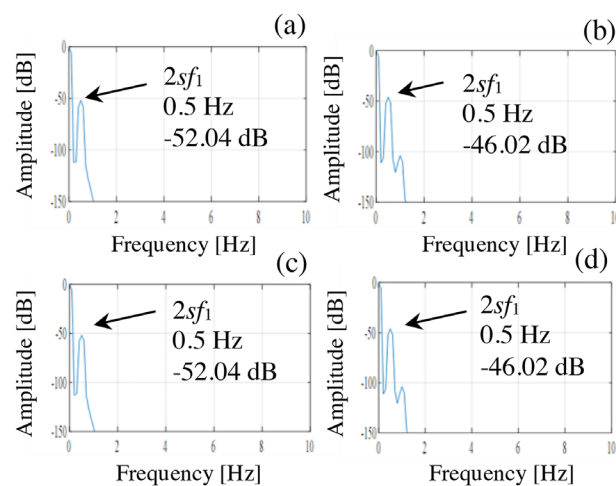 (a)
Amplitude [dB]
0
-50
-100
-150
2sf₁
0.5 Hz
-52.04 dB
0 2 4 6 8 10
Frequency [Hz]
(b)
Amplitude [dB]
0
-50
-100
-150
2sf₁
0.5 Hz
-46.02 dB
0 2 4 6 8 10
Frequency [Hz]
(c)
Amplitude [dB]
0
-50
-100
-150
2sf₁
0.5 Hz
-52.04 dB
0 2 4 6 8 10
Frequency [Hz]
(d)
Amplitude [dB]
0
-50
-100
-150
2sf₁
0.5 Hz
-46.02 dB
0 2 4 6 8 10
Frequency [Hz]